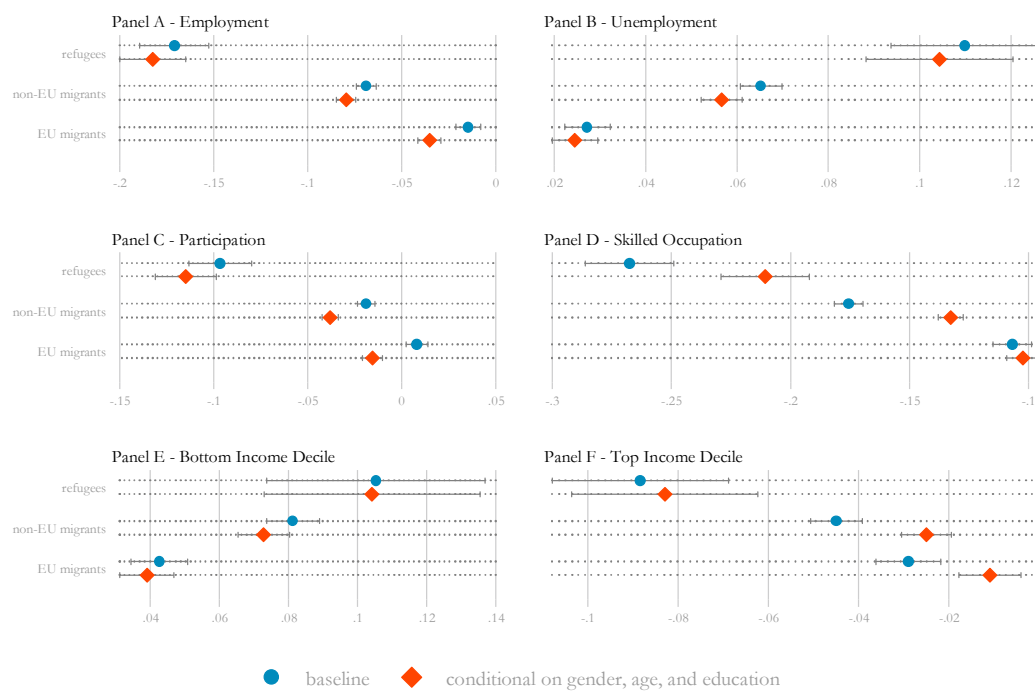 Panel A - Employment
Panel B - Unemployment
refugees
non-EU migrants
EU migrants
-.2 -.15 -.1 -.05 0
.02 .04 .06 .08 .1 .12
Panel C - Participation
Panel D - Skilled Occupation
refugees
non-EU migrants
EU migrants
-.15 -.1 -.05 0 .05
-.3 -.25 -.2 -.15 -.1
Panel E - Bottom Income Decile
Panel F - Top Income Decile
refugees
non-EU migrants
EU migrants
.04 .06 .08 .1 .12 .14
-.1 -.08 -.06 -.04 -.02
baseline
conditional on gender, age, and education